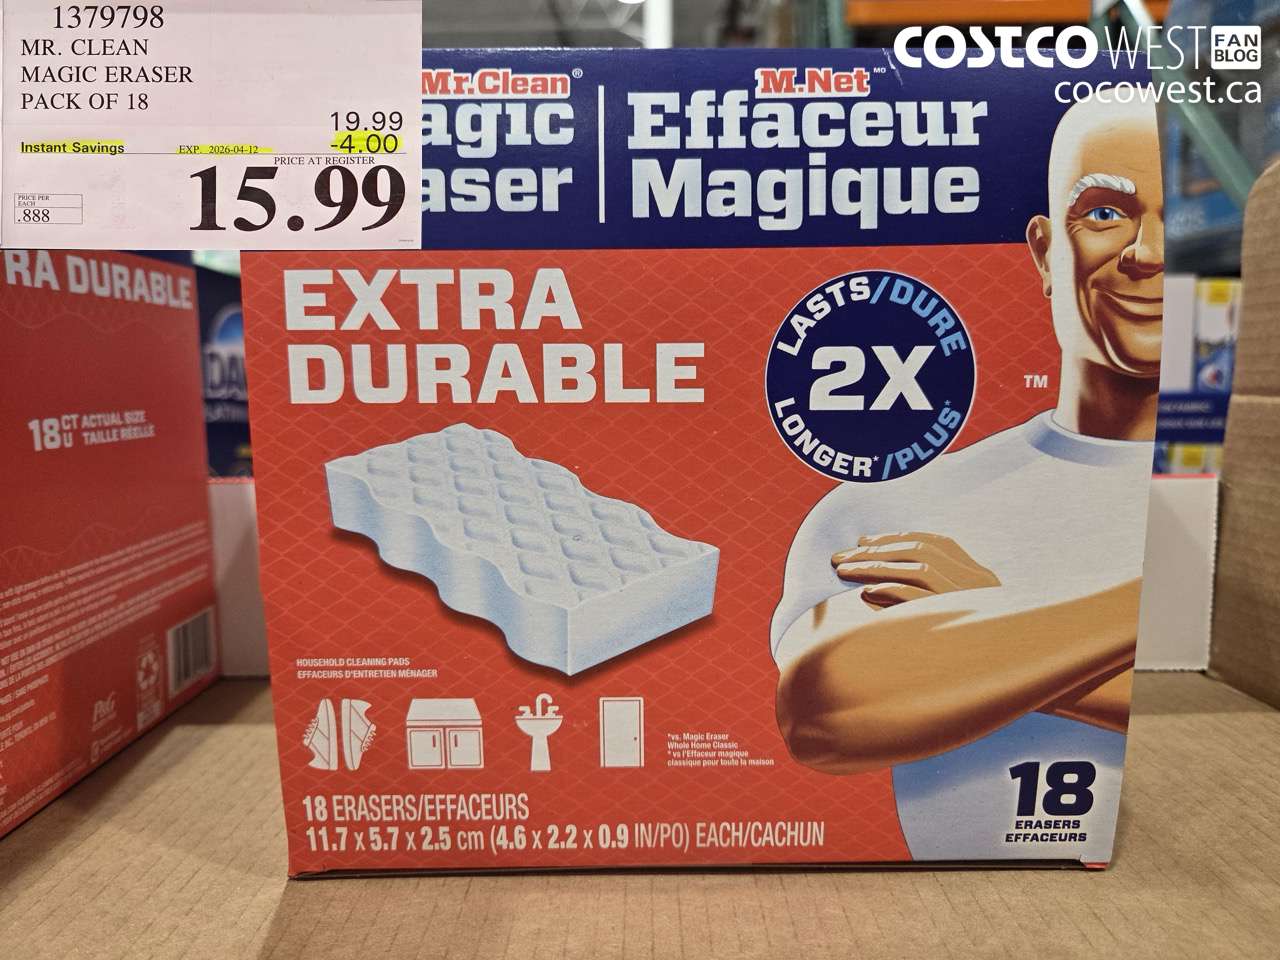 1379798
MR. CLEAN
MAGIC ERASER
PACK OF 18
19.99
Instant Savings EXP. 2026-04-12 -4.00
PRICE AT REGISTER
15.99
PRICE PER
EACH
.888
COSTCO WEST FAN BLOG
cocowest.ca
Mr.Clean®
agic
aser
M.Net MD
Effaceur
Magique
EXTRA
DURABLE
LASTS/DURE
2X
LONGER*/PLUS*
TM
HOUSEHOLD CLEANING PADS
EFFACEURS D'ENTRETIEN MÉNAGER
*vs. Magic Eraser
Whole Home Classic
* vs l'Effaceur magique
classique pour toute la maison
18 ERASERS/EFFACEURS
11.7 x 5.7 x 2.5 cm (4.6 x 2.2 x 0.9 IN/PO) EACH/CACHUN
18
ERASERS
EFFACEURS
RA DURABLE
18 CT ACTUAL SIZE
U TAILLE RÉELLE
P&G